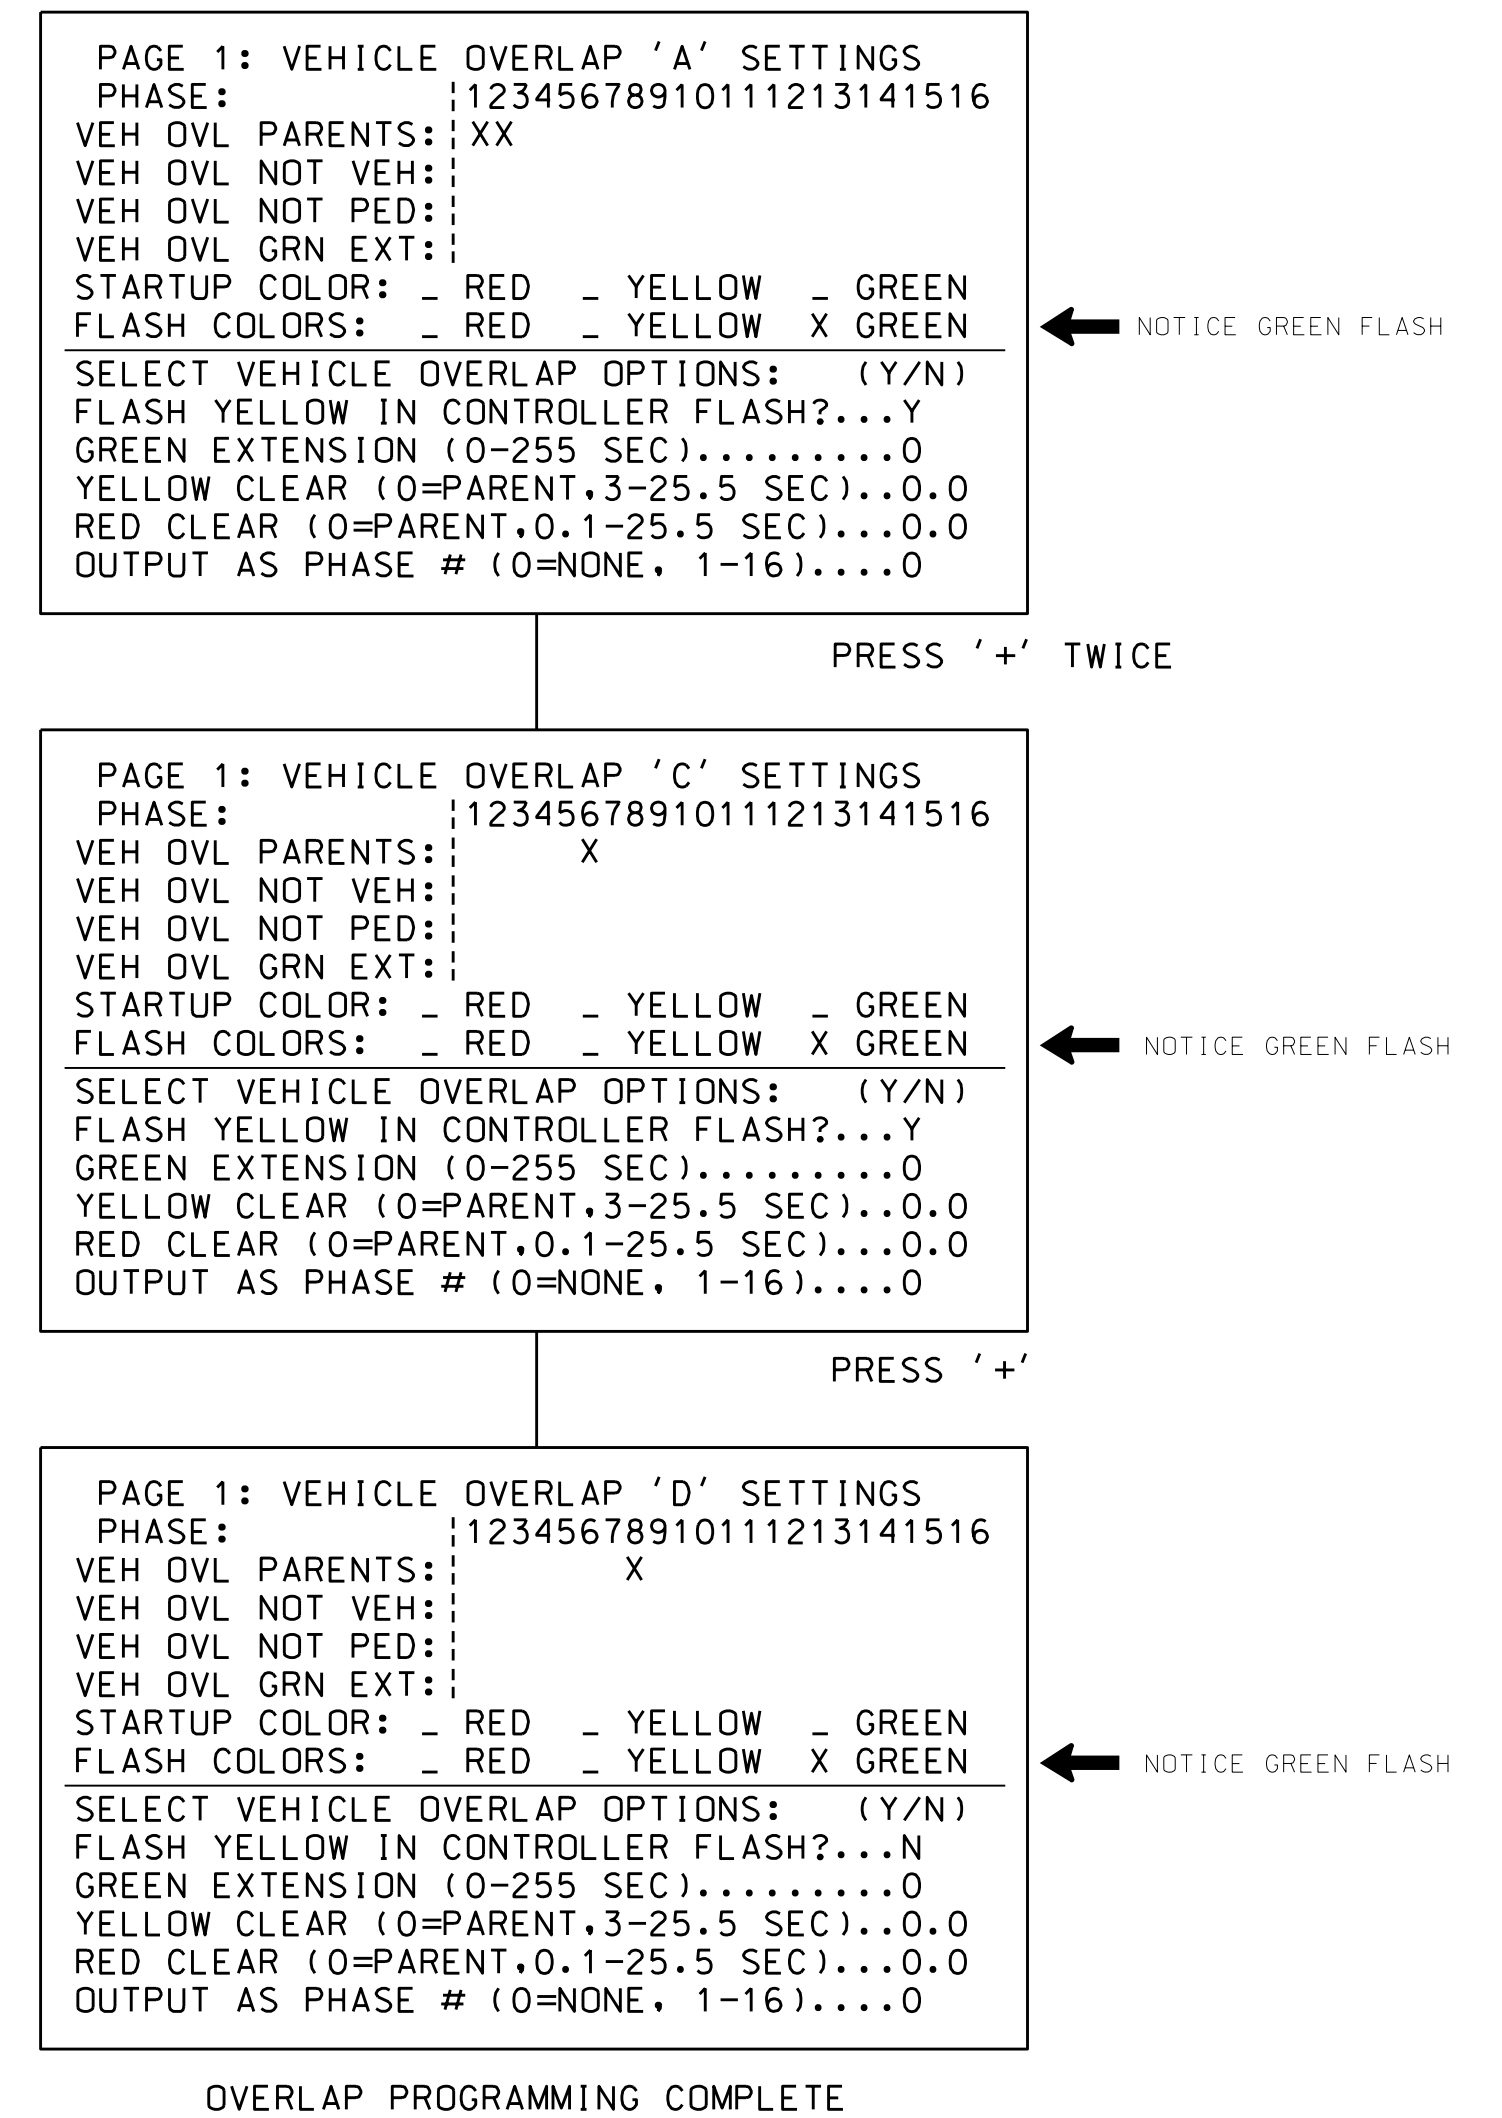 PAGE 1: VEHICLE OVERLAP 'A' SETTINGS
PHASE: ¦12345678910111213141516
VEH OVL PARENTS:¦XX
VEH OVL NOT VEH:¦
VEH OVL NOT PED:¦
VEH OVL GRN EXT:¦
STARTUP COLOR: _ RED _ YELLOW _ GREEN
FLASH COLORS: _ RED _ YELLOW X GREEN NOTICE GREEN FLASH
SELECT VEHICLE OVERLAP OPTIONS: (Y/N)
FLASH YELLOW IN CONTROLLER FLASH?...Y
GREEN EXTENSION (0-255 SEC).........0
YELLOW CLEAR (0=PARENT,3-25.5 SEC)..0.0
RED CLEAR (0=PARENT,0.1-25.5 SEC)...0.0
OUTPUT AS PHASE # (0=NONE, 1-16)....0
PRESS '+' TWICE
PAGE 1: VEHICLE OVERLAP 'C' SETTINGS
PHASE: ¦12345678910111213141516
VEH OVL PARENTS:¦ X
VEH OVL NOT VEH:¦
VEH OVL NOT PED:¦
VEH OVL GRN EXT:¦
STARTUP COLOR: _ RED _ YELLOW _ GREEN
FLASH COLORS: _ RED _ YELLOW X GREEN NOTICE GREEN FLASH
SELECT VEHICLE OVERLAP OPTIONS: (Y/N)
FLASH YELLOW IN CONTROLLER FLASH?...Y
GREEN EXTENSION (0-255 SEC).........0
YELLOW CLEAR (0=PARENT,3-25.5 SEC)..0.0
RED CLEAR (0=PARENT,0.1-25.5 SEC)...0.0
OUTPUT AS PHASE # (0=NONE, 1-16)....0
PRESS '+'
PAGE 1: VEHICLE OVERLAP 'D' SETTINGS
PHASE: ¦12345678910111213141516
VEH OVL PARENTS:¦ X
VEH OVL NOT VEH:¦
VEH OVL NOT PED:¦
VEH OVL GRN EXT:¦
STARTUP COLOR: _ RED _ YELLOW _ GREEN
FLASH COLORS: _ RED _ YELLOW X GREEN NOTICE GREEN FLASH
SELECT VEHICLE OVERLAP OPTIONS: (Y/N)
FLASH YELLOW IN CONTROLLER FLASH?...N
GREEN EXTENSION (0-255 SEC).........0
YELLOW CLEAR (0=PARENT,3-25.5 SEC)..0.0
RED CLEAR (0=PARENT,0.1-25.5 SEC)...0.0
OUTPUT AS PHASE # (0=NONE, 1-16)....0
OVERLAP PROGRAMMING COMPLETE